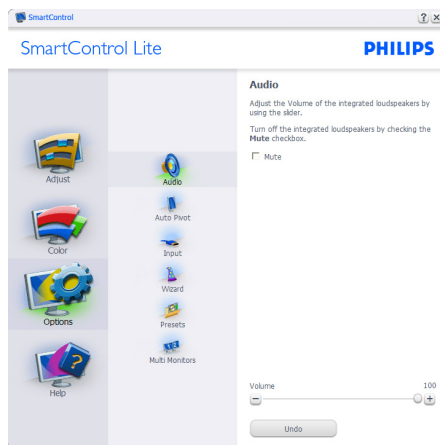 SmartControl
SmartControl Lite
PHILIPS
Adjust
Color
Options
Help
Audio
Auto Pivot
Input
Wizard
Presets
Multi Monitors
Audio
Adjust the Volume of the integrated loudspeakers by
using the slider.
Turn off the integrated loudspeakers by checking the
Mute checkbox.
Mute
Volume 100
Undo